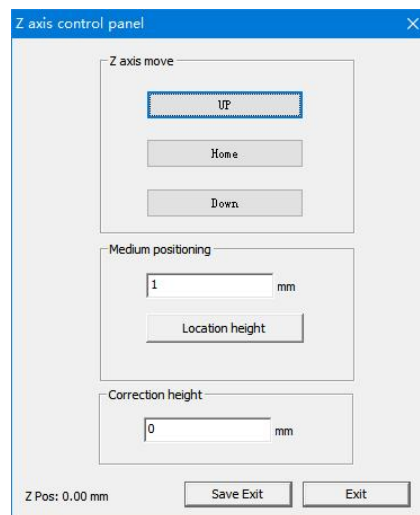 Z axis control panel
Z axis move
UP
Home
Down
Medium positioning
1 mm
Location height
Correction height
0 mm
Z Pos: 0.00 mm Save Exit Exit